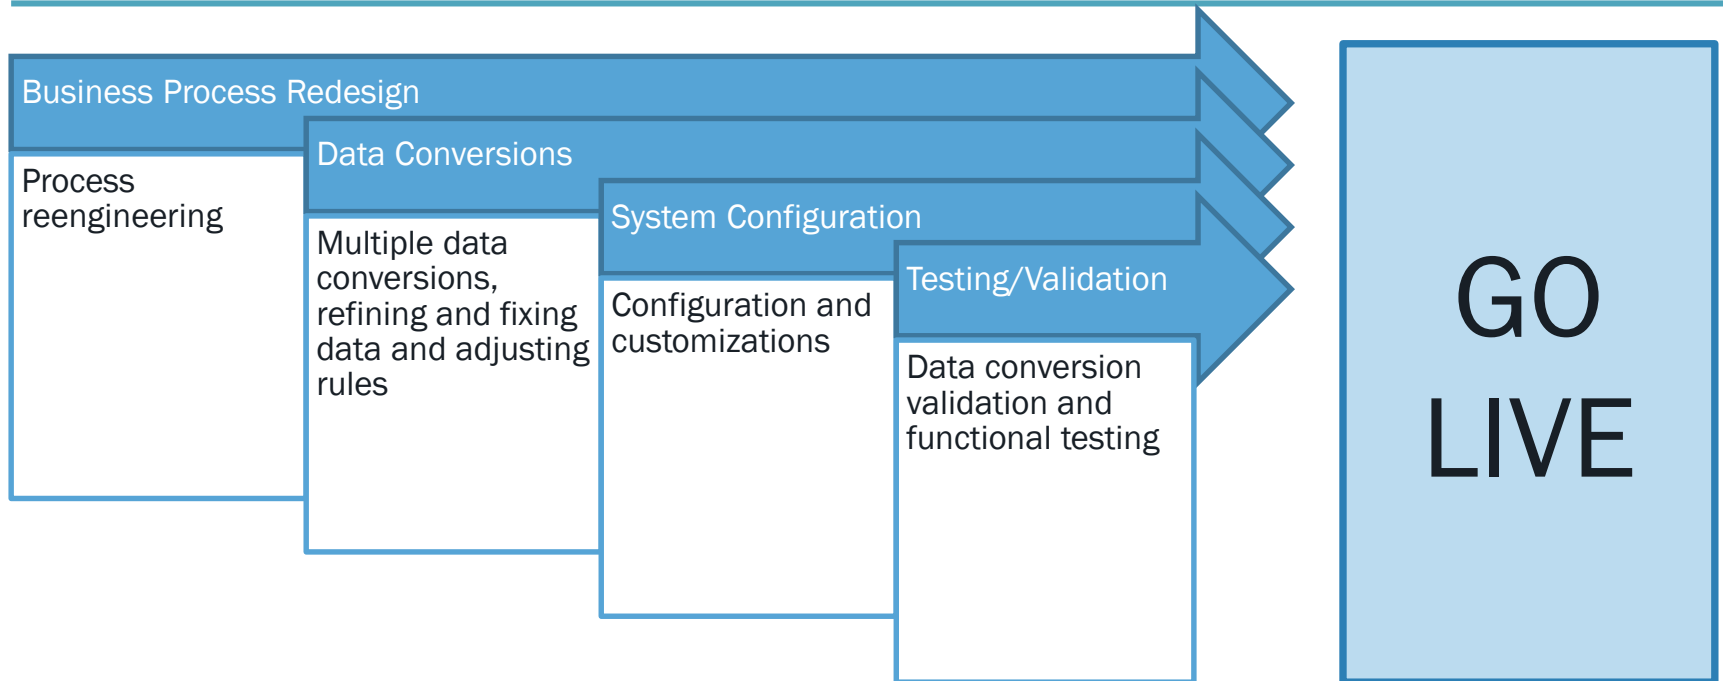 Business Process Redesign
Process
reengineering
Data Conversions
Multiple data
conversions,
refining and fixing
data and adjusting
rules
System Configuration
Configuration and
customizations
Testing/Validation
Data conversion
validation and
functional testing
GO
LIVE